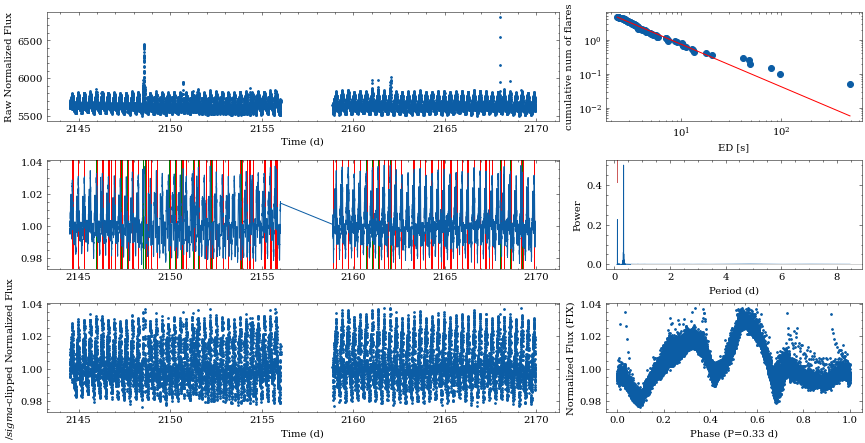 Raw Normalized Flux
6500
6000
5500
2145 2150 2155 2160 2165 2170
Time (d)
cumulative num of flares
10⁰
10⁻¹
10⁻²
10¹ 10²
ED [s]
1.04
1.02
1.00
0.98
2145 2150 2155 2160 2165 2170
Power
0.4
0.2
0.0
0 2 4 6 8
Period (d)
/sigma-clipped Normalized Flux
1.04
1.02
1.00
0.98
2145 2150 2155 2160 2165 2170
Time (d)
Normalized Flux (FIX)
1.04
1.02
1.00
0.98
0.0 0.2 0.4 0.6 0.8 1.0
Phase (P=0.33 d)